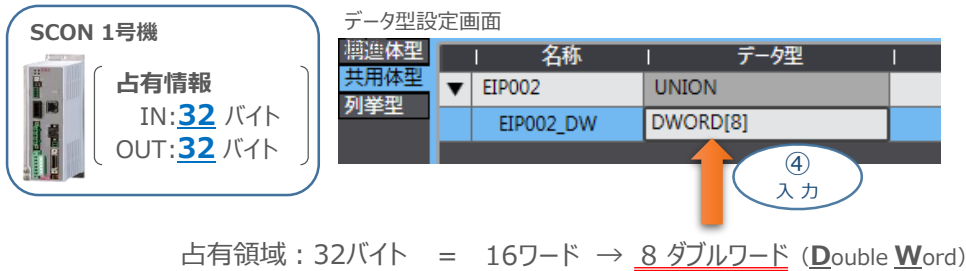 SCON 1号機
占有情報
IN:32 バイト
OUT:32 バイト
データ型設定画面
構造体型
共用体型
列挙型
名称 データ型
▼ EIP002 UNION
EIP002_DW DWORD[8]
④
入力
占有領域：32バイト = 16ワード → 8 ダブルワード (Double Word)